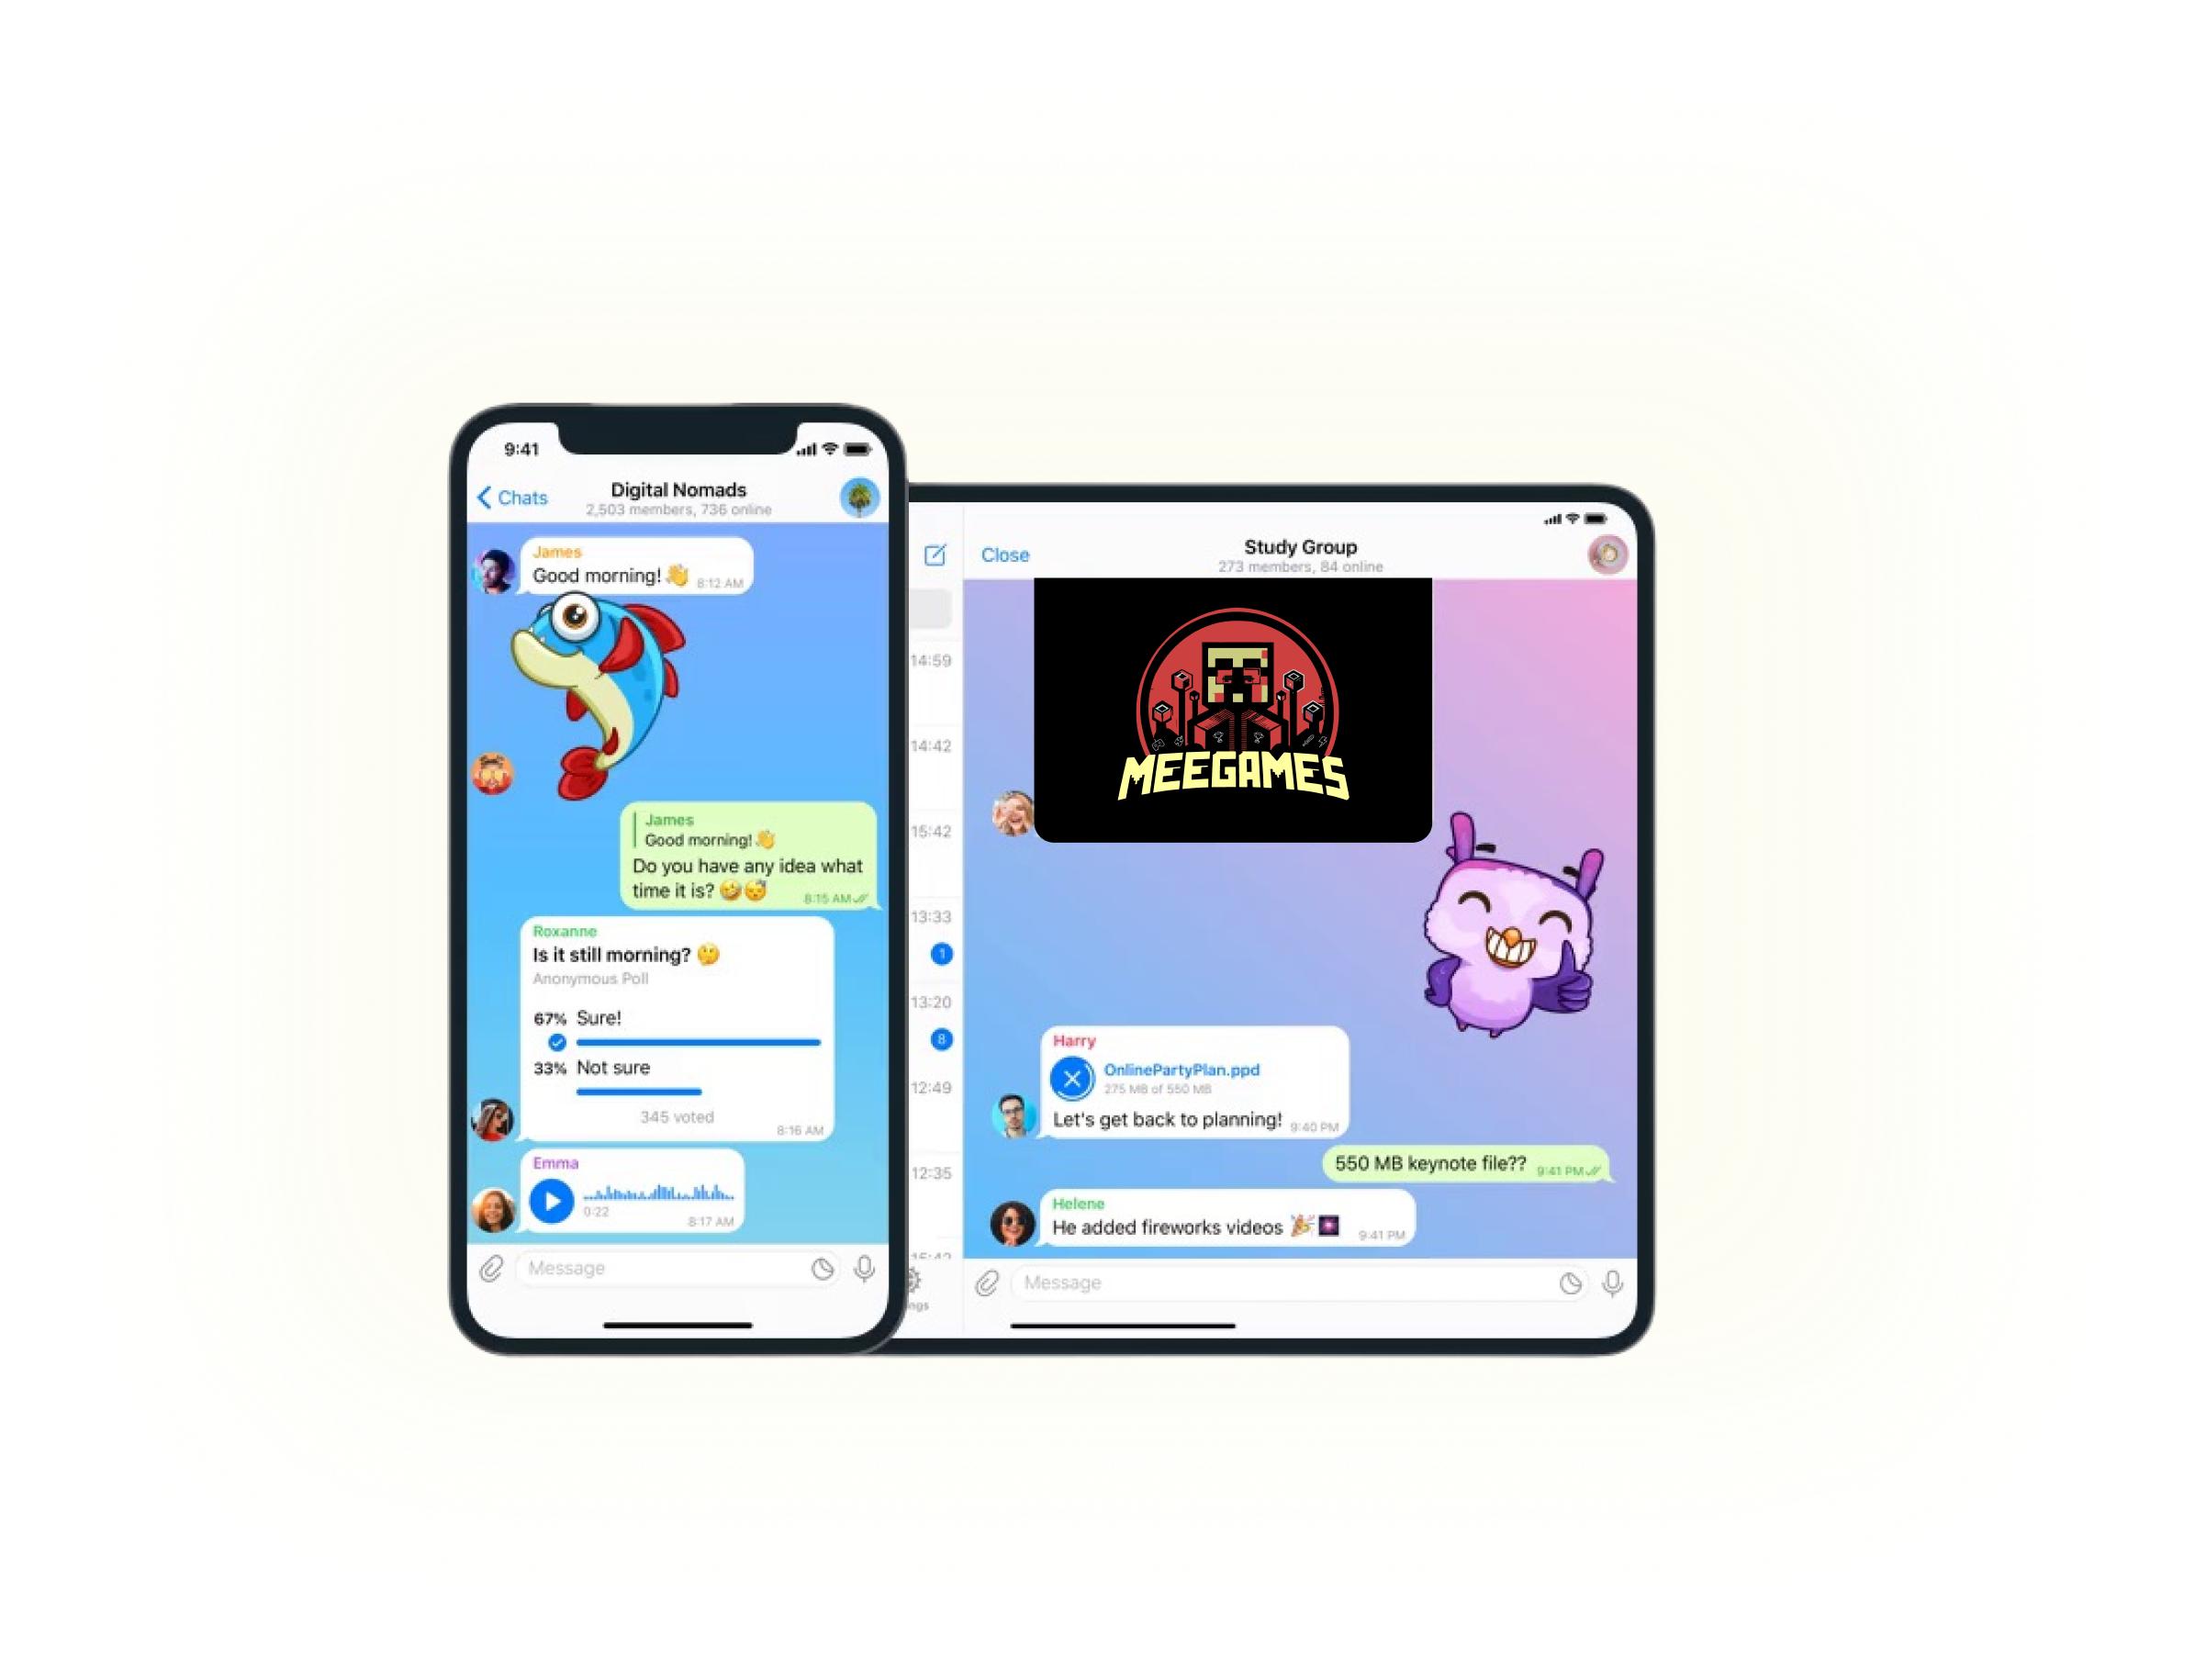 9:41
Chats
Digital Nomads
2,503 members, 736 online
James
Good morning! 👋 8:12 AM
James
Good morning! 👋
Do you have any idea what
time it is? 🤣😴 8:15 AM
Roxanne
Is it still morning? 🤔
Anonymous Poll
67% Sure!
33% Not sure
345 voted
8:16 AM
Emma
0:22
8:17 AM
Message
14:59
14:42
15:42
13:33
1
13:20
8
12:49
12:35
15:42
ngs
Close
Study Group
273 members, 84 online
MEEGAMES
Harry
OnlinePartyPlan.ppd
275 MB of 550 MB
Let's get back to planning! 9:40 PM
550 MB keynote file?? 9:41 PM
Helene
He added fireworks videos 🎉🎆 9:41 PM
Message